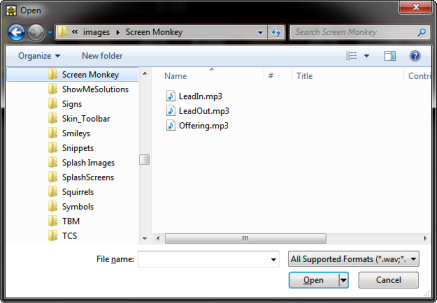 Open
« images ▸ Screen Monkey
Search Screen Monkey
Organize
New folder
Screen Monkey
ShowMeSolutions
Signs
Skin_Toolbar
Smileys
Snippets
Splash Images
SplashScreens
Squirrels
Symbols
TBM
TCS
Name # Title Contri
LeadIn.mp3
LeadOut.mp3
Offering.mp3
File name:
All Supported Formats (*.wav;*.
Open
Cancel